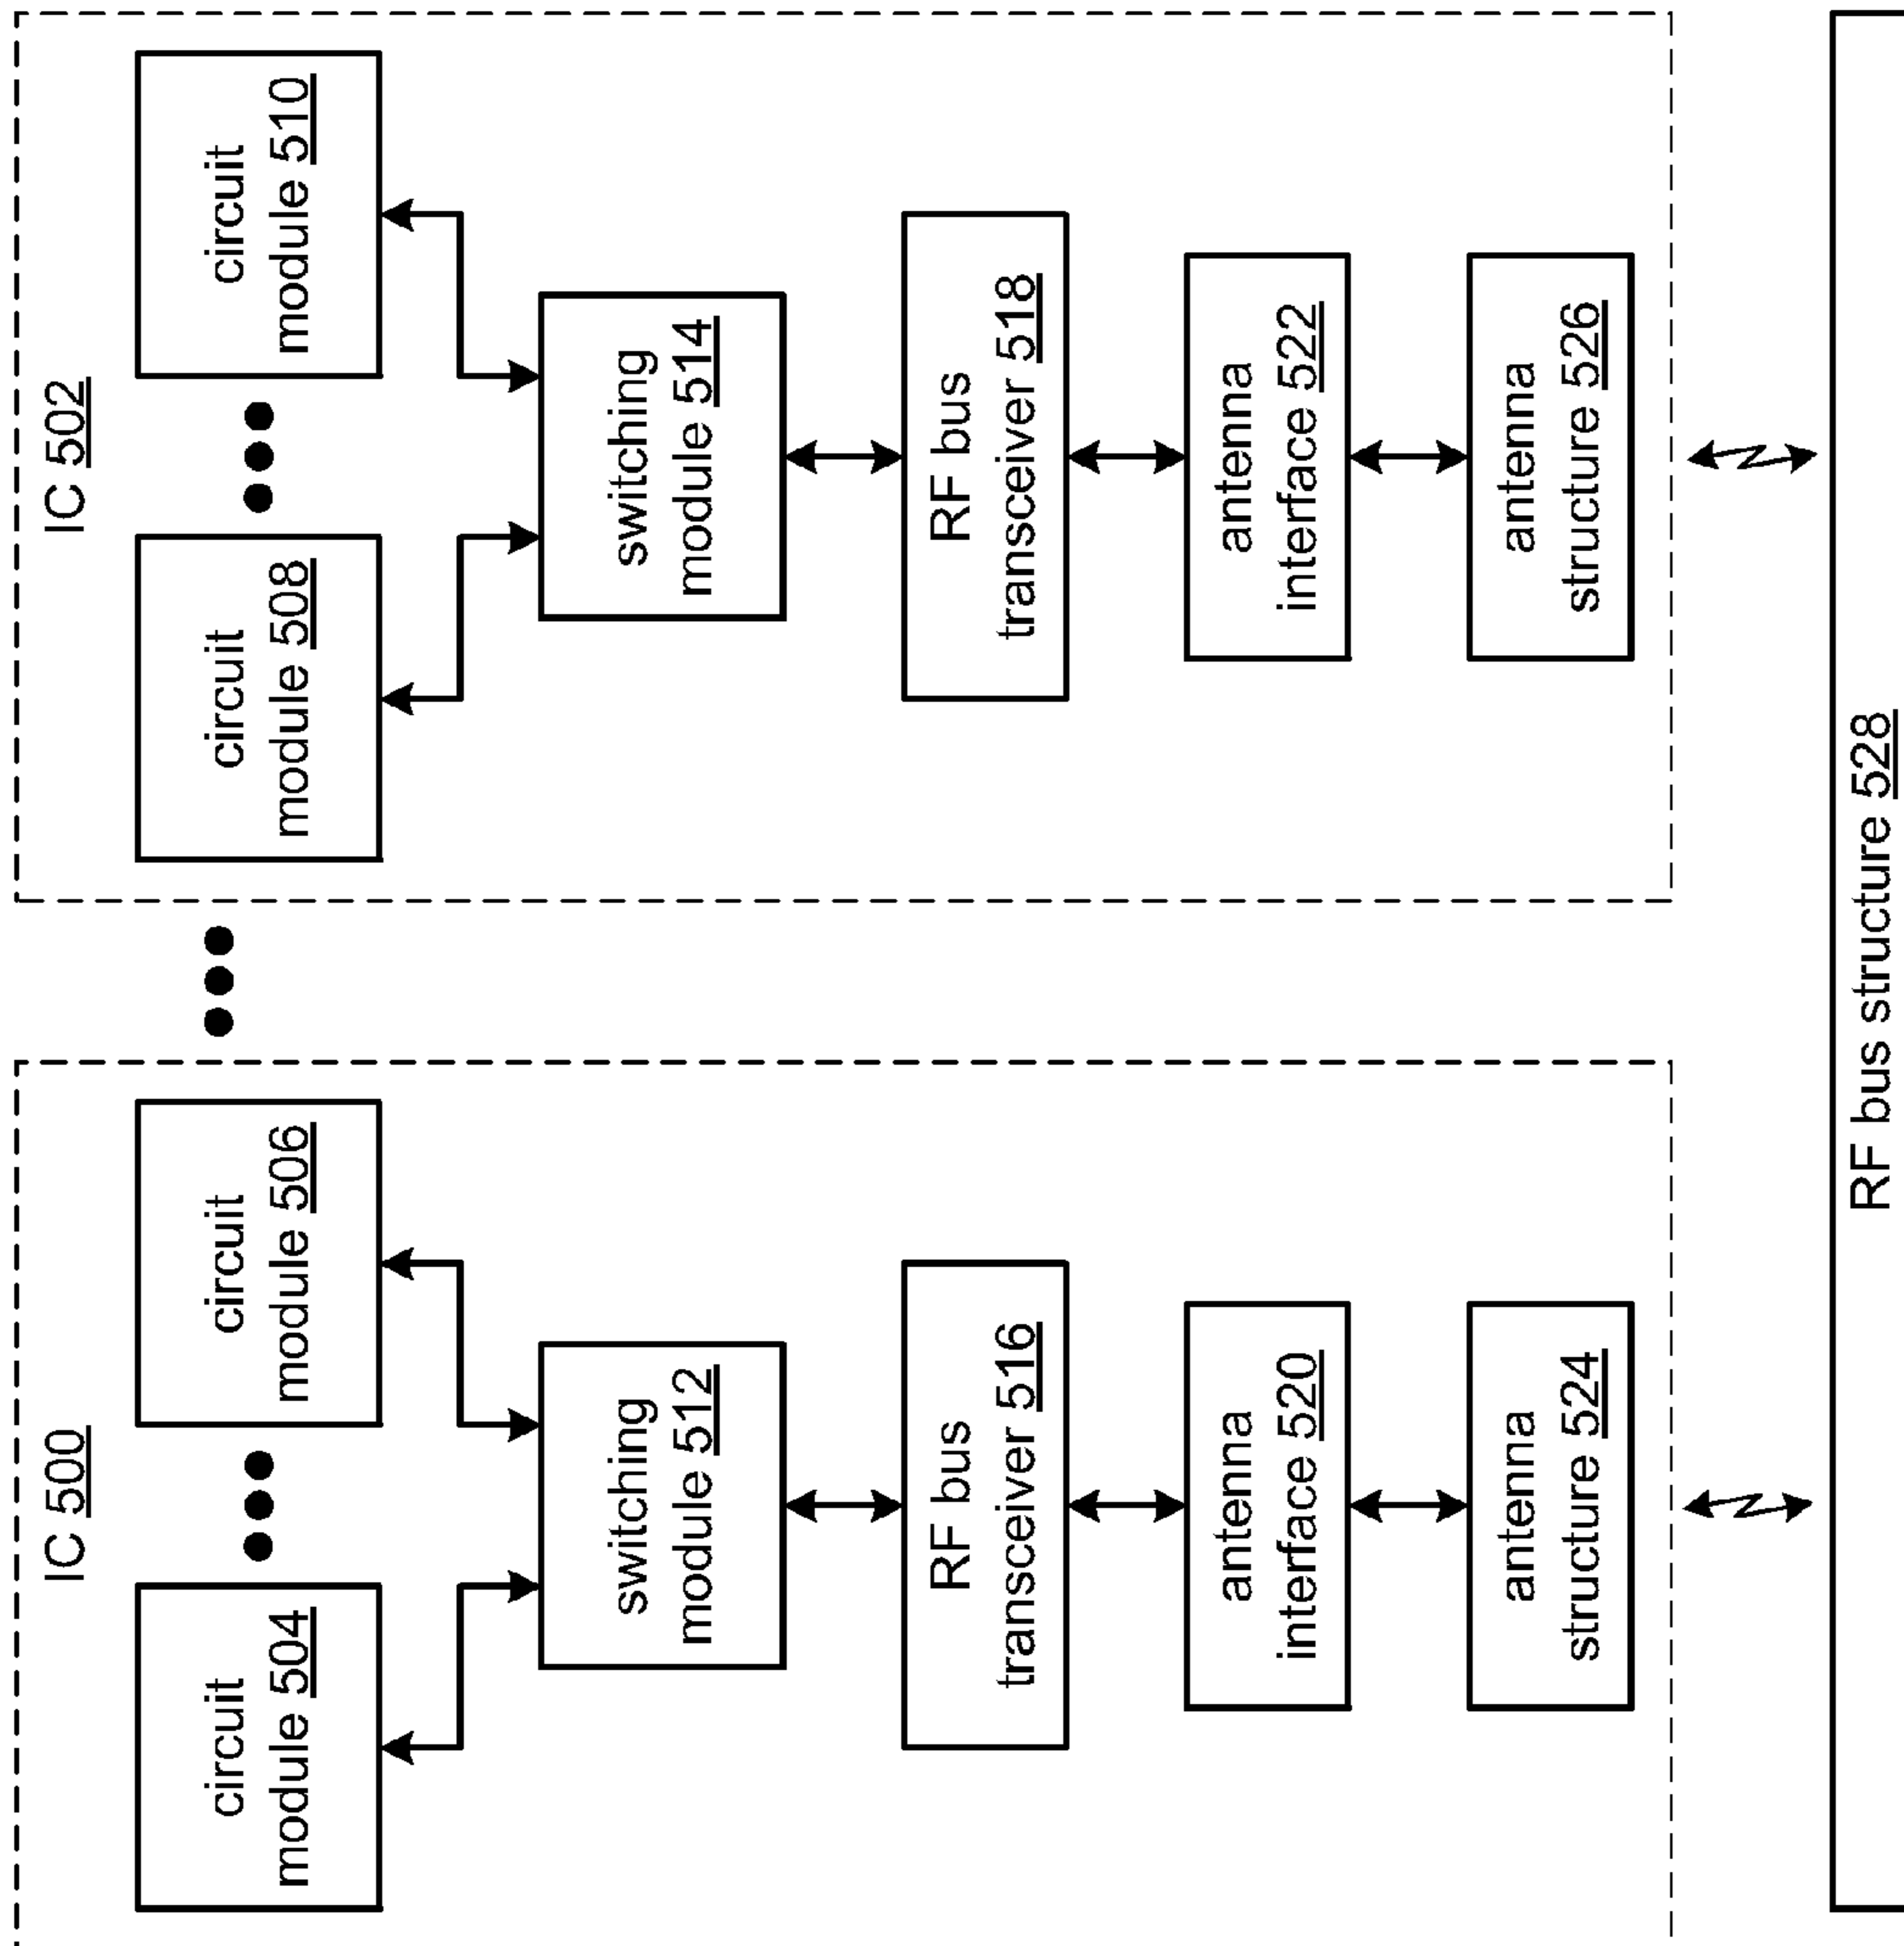 IC 500
circuit
module 504
circuit
module 506
switching
module 512
RF bus
transceiver 516
antenna
interface 520
antenna
structure 524
IC 502
circuit
module 508
circuit
module 510
switching
module 514
RF bus
transceiver 518
antenna
interface 522
antenna
structure 526
RF bus structure 528